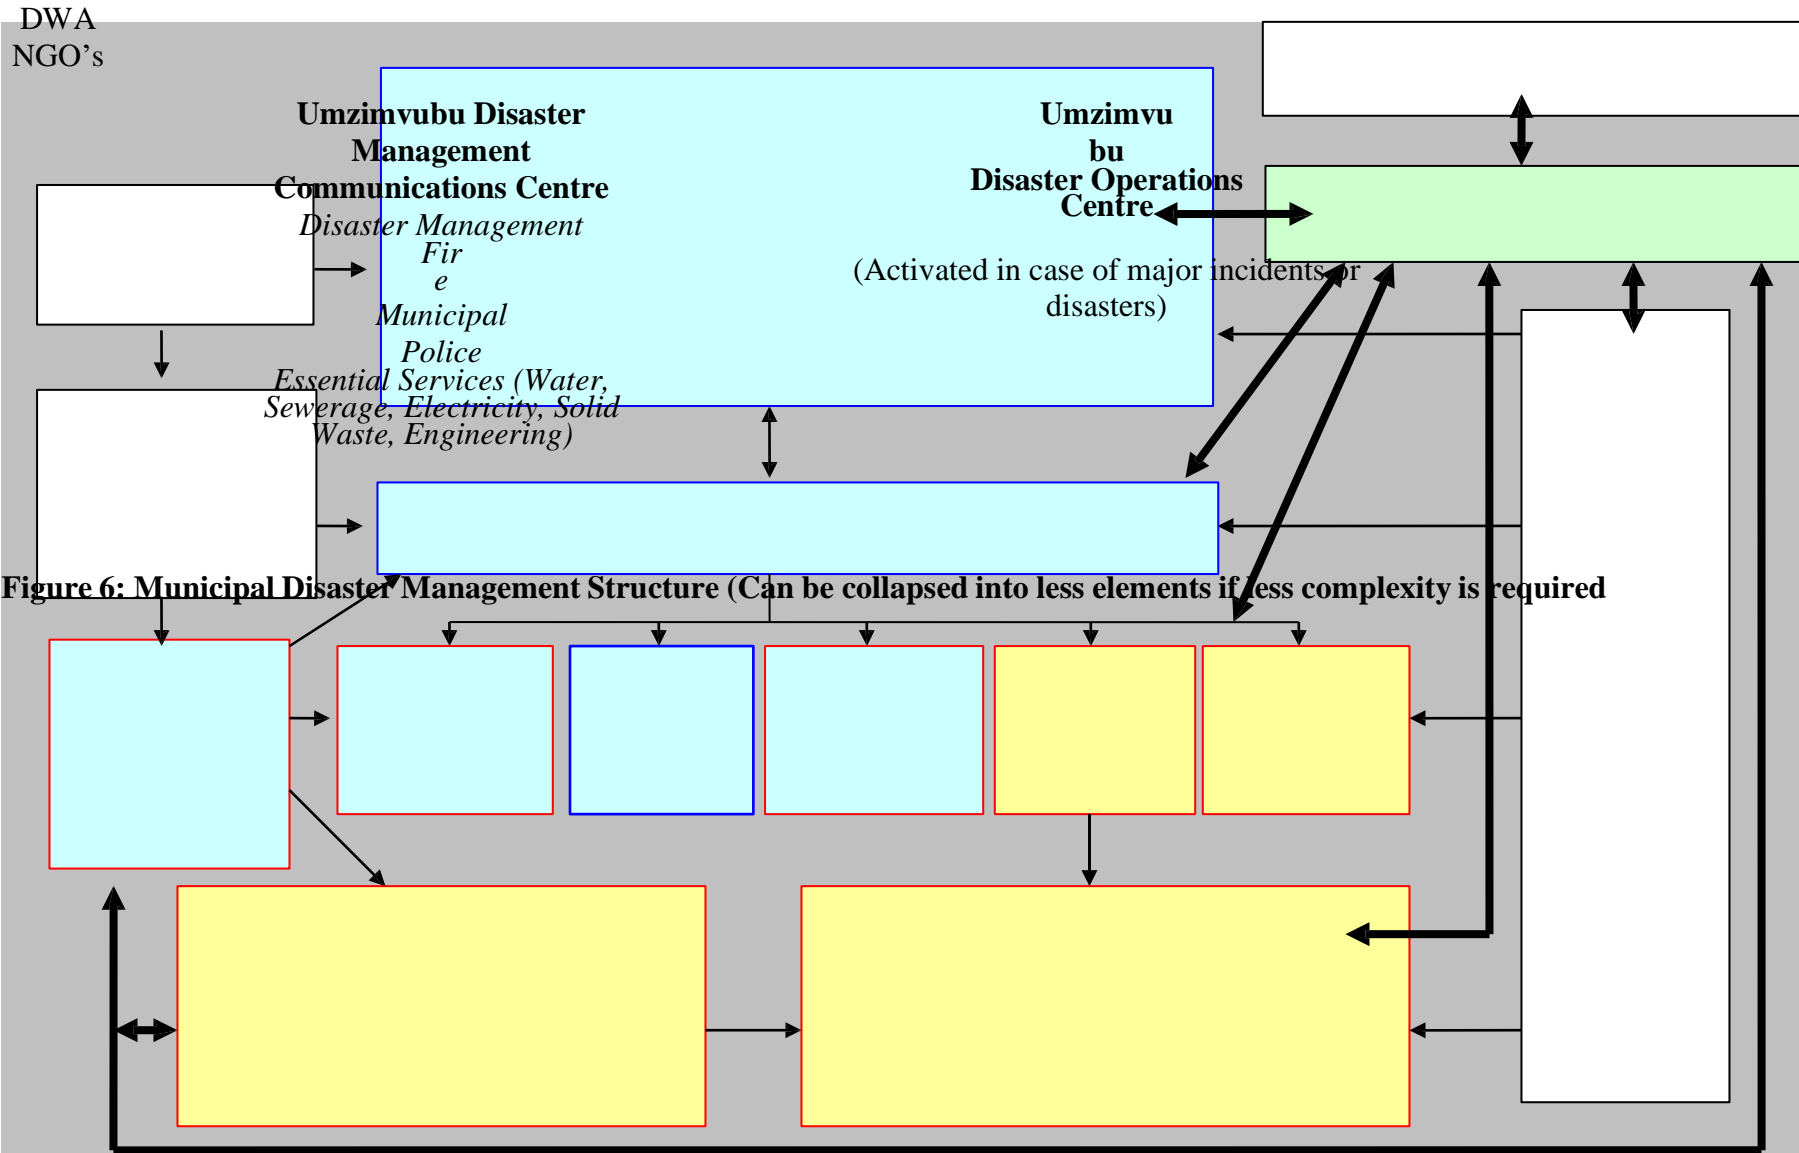 DWA
NGO’s
Umzimvubu Disaster
Management
Communications Centre
Disaster Management
Fir
e
Municipal
Police
Essential Services (Water,
Sewerage, Electricity, Solid
Waste, Engineering)
Umzimvu
bu
Disaster Operations
Centre
(Activated in case of major incidents or
disasters)
Figure 6: Municipal Disaster Management Structure (Can be collapsed into less elements if less complexity is required